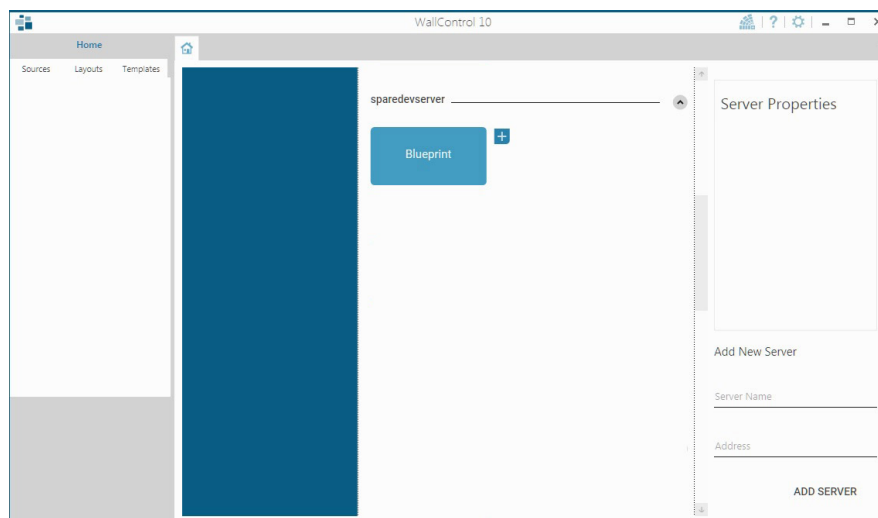 WallControl 10
?
Home
Sources Layouts Templates
sparedevserver
Server Properties
Blueprint
+
Add New Server
Server Name
Address
ADD SERVER